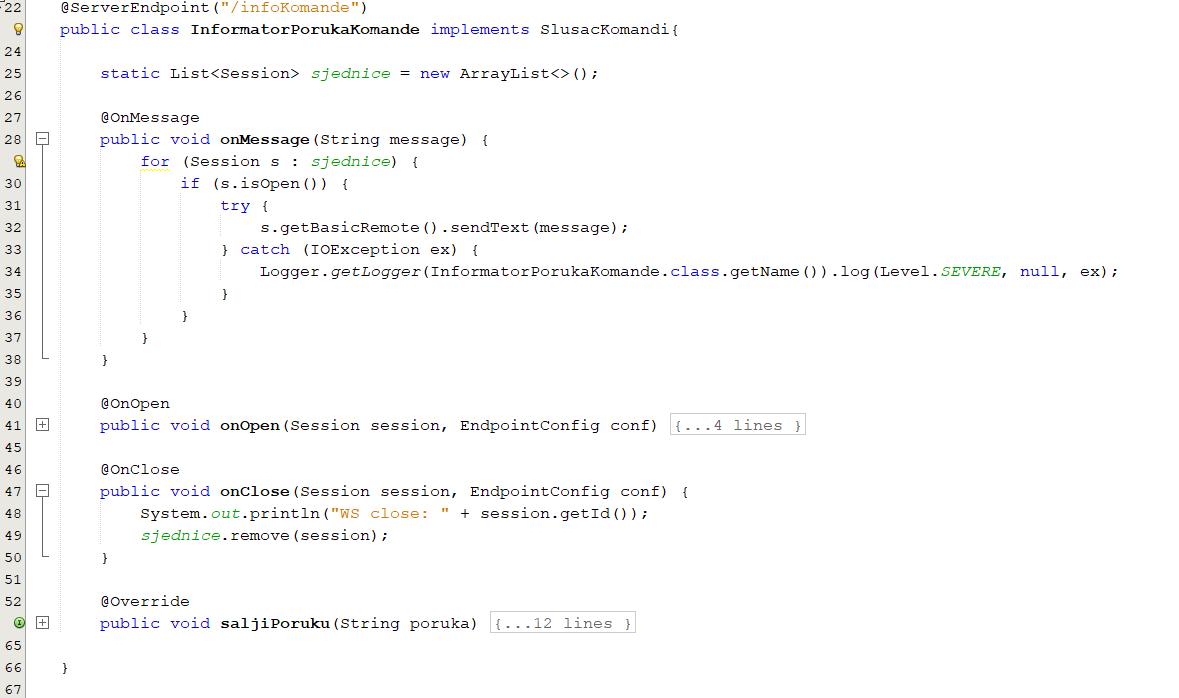 22 @ServerEndpoint("/infoKomande")
public class InformatorPorukaKomande implements SlusacKomandi{
24
25 static List<Session> sjednice = new ArrayList<>();
26
27 @OnMessage
28 public void onMessage(String message) {
for (Session s : sjednice) {
30 if (s.isOpen()) {
31 try {
32 s.getBasicRemote().sendText(message);
33 } catch (IOException ex) {
34 Logger.getLogger(InformatorPorukaKomande.class.getName()).log(Level.SEVERE, null, ex);
35 }
36 }
37 }
38 }
39
40 @OnOpen
41 public void onOpen(Session session, EndpointConfig conf) {...4 lines }
45
46 @OnClose
47 public void onClose(Session session, EndpointConfig conf) {
48 System.out.println("WS close: " + session.getId());
49 sjednice.remove(session);
50 }
51
52 @Override
public void saljiPoruku(String poruka) {...12 lines }
65
66 }
67